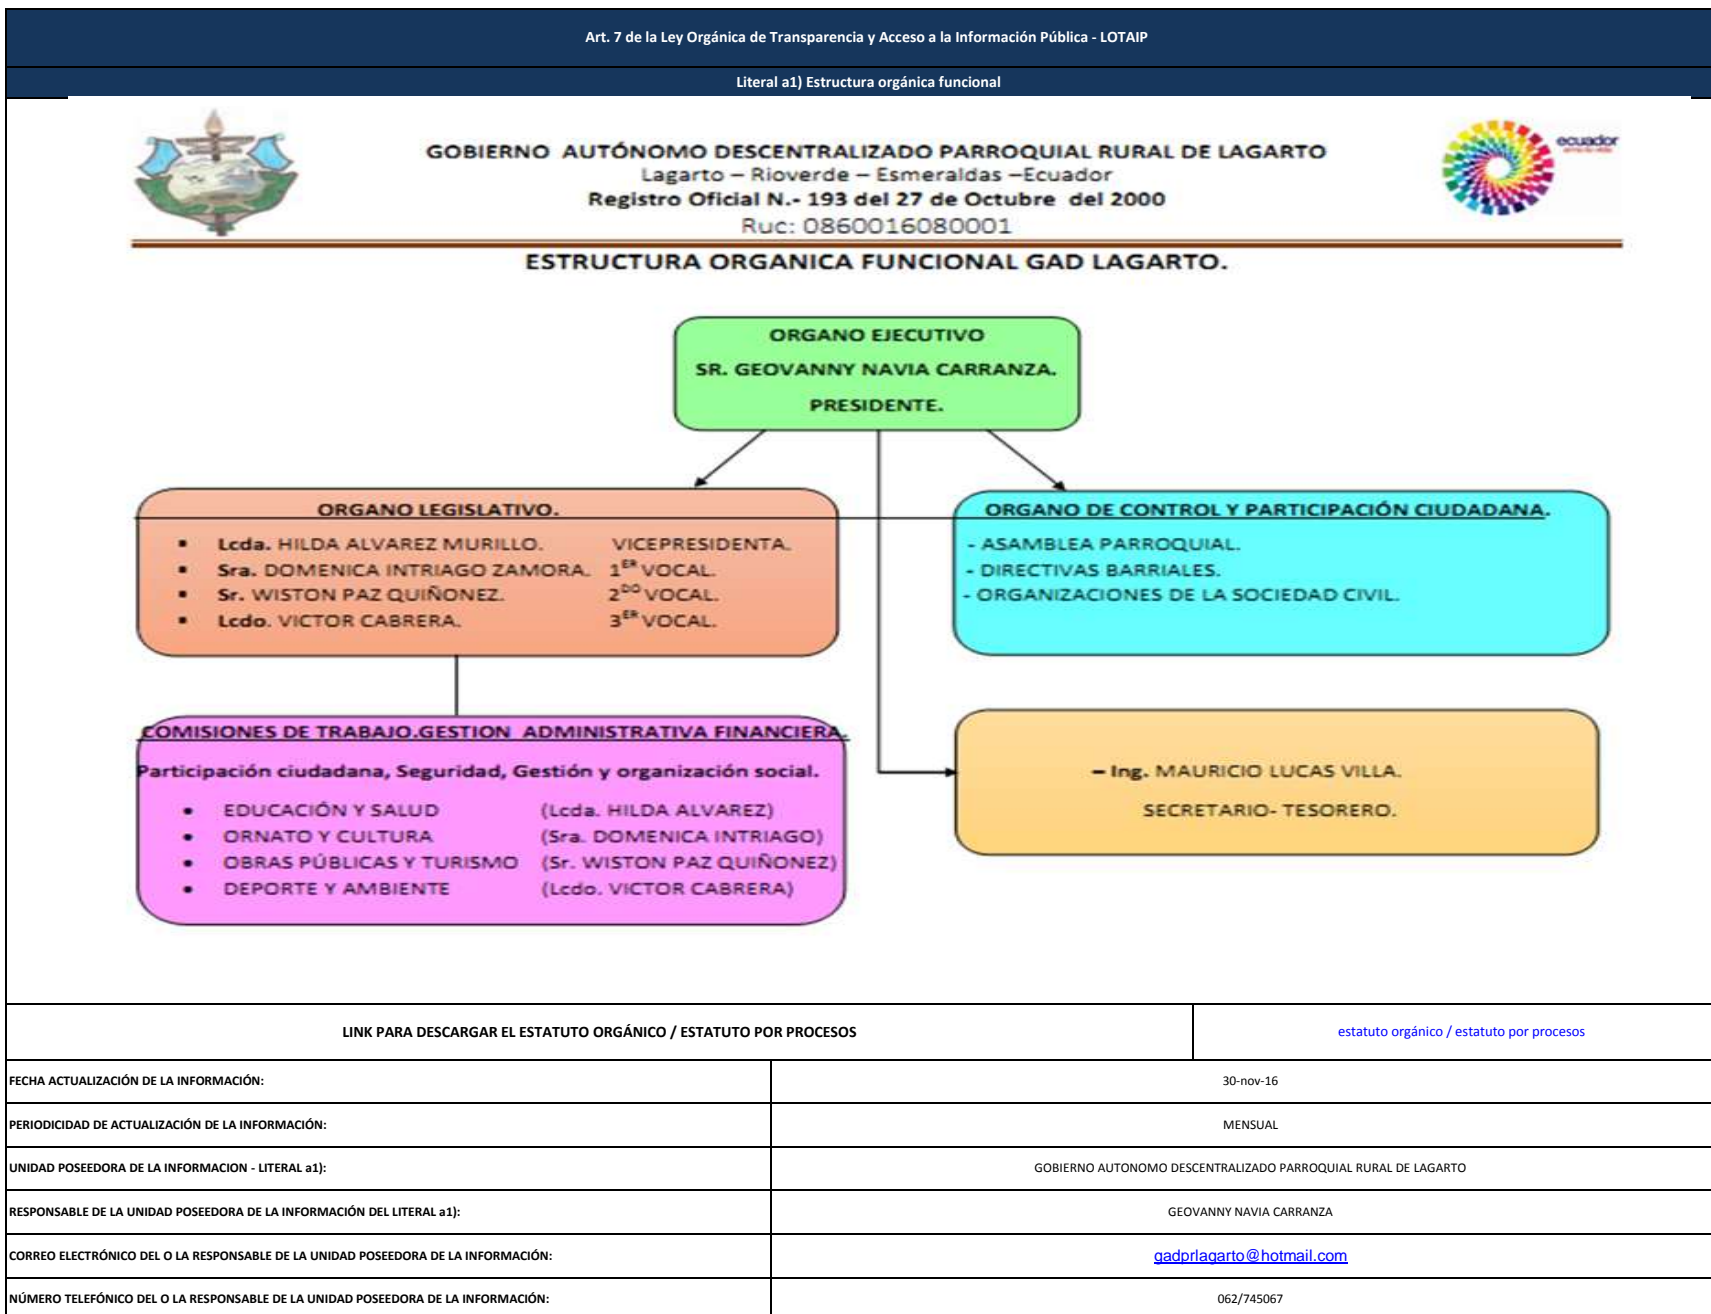 Art. 7 de la Ley Orgánica de Transparencia y Acceso a la Información Pública - LOTAIP
Literal a1) Estructura orgánica funcional
GOBIERNO AUTÓNOMO DESCENTRALIZADO PARROQUIAL RURAL DE LAGARTO
Lagarto – Rioverde – Esmeraldas –Ecuador
Registro Oficial N.- 193 del 27 de Octubre del 2000
Ruc: 0860016080001
ecuador
ESTRUCTURA ORGANICA FUNCIONAL GAD LAGARTO.
ORGANO EJECUTIVO
SR. GEOVANNY NAVIA CARRANZA.
PRESIDENTE.
ORGANO LEGISLATIVO.
▪ Lcda. HILDA ALVAREZ MURILLO. VICEPRESIDENTA.
▪ Sra. DOMENICA INTRIAGO ZAMORA. 1ER VOCAL.
▪ Sr. WISTON PAZ QUIÑONEZ. 2DO VOCAL.
▪ Lcdo. VICTOR CABRERA. 3ER VOCAL.
ORGANO DE CONTROL Y PARTICIPACIÓN CIUDADANA.
- ASAMBLEA PARROQUIAL.
- DIRECTIVAS BARRIALES.
- ORGANIZACIONES DE LA SOCIEDAD CIVIL.
COMISIONES DE TRABAJO.GESTION ADMINISTRATIVA FINANCIERA.
Participación ciudadana, Seguridad, Gestión y organización social.
• EDUCACIÓN Y SALUD (Lcda. HILDA ALVAREZ)
• ORNATO Y CULTURA (Sra. DOMENICA INTRIAGO)
• OBRAS PÚBLICAS Y TURISMO (Sr. WISTON PAZ QUIÑONEZ)
• DEPORTE Y AMBIENTE (Lcdo. VICTOR CABRERA)
– Ing. MAURICIO LUCAS VILLA.
SECRETARIO- TESORERO.
LINK PARA DESCARGAR EL ESTATUTO ORGÁNICO / ESTATUTO POR PROCESOS estatuto orgánico / estatuto por procesos
FECHA ACTUALIZACIÓN DE LA INFORMACIÓN: 30-nov-16
PERIODICIDAD DE ACTUALIZACIÓN DE LA INFORMACIÓN: MENSUAL
UNIDAD POSEEDORA DE LA INFORMACION - LITERAL a1): GOBIERNO AUTONOMO DESCENTRALIZADO PARROQUIAL RURAL DE LAGARTO
RESPONSABLE DE LA UNIDAD POSEEDORA DE LA INFORMACIÓN DEL LITERAL a1): GEOVANNY NAVIA CARRANZA
CORREO ELECTRÓNICO DEL O LA RESPONSABLE DE LA UNIDAD POSEEDORA DE LA INFORMACIÓN: gadprlagarto@hotmail.com
NÚMERO TELEFÓNICO DEL O LA RESPONSABLE DE LA UNIDAD POSEEDORA DE LA INFORMACIÓN: 062/745067